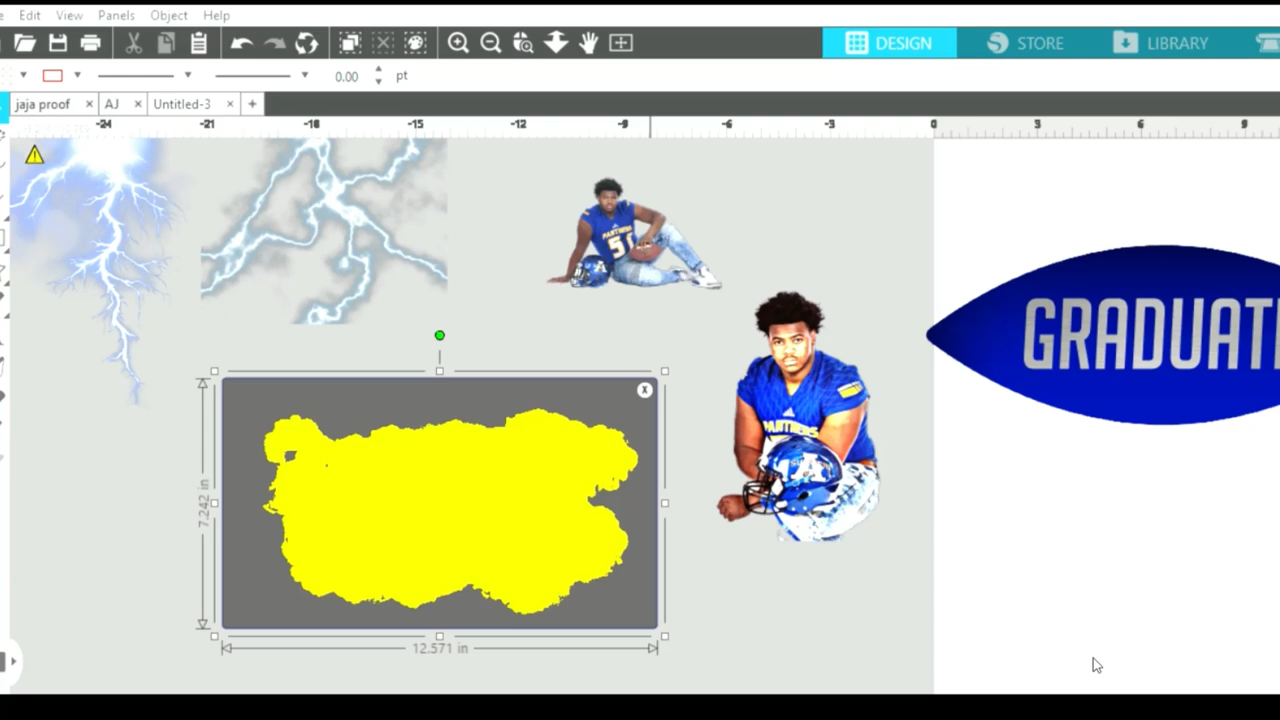 Edit View Panels Object Help
DESIGN STORE LIBRARY
0.00 pt
jaja proof AJ Untitled-3
-24 -21 -18 -15 -12 -9 -6 -3 0 3 6 9
PANTHERS
51
GRADUAT
X
PANTHERS
A
7.242 in
12.571 in